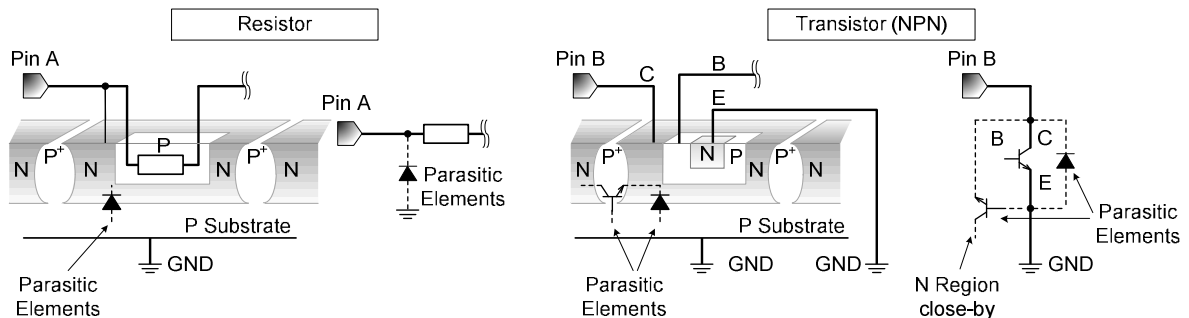 Resistor
Transistor (NPN)
Pin A
Pin A
P
N
P+
N
N
P+
N
Parasitic
Elements
P Substrate
GND
Parasitic
Elements
Pin B
C
B
E
N
P+
N
N
P
N
P+
N
P Substrate
GND
GND
Parasitic
Elements
Pin B
B
C
E
Parasitic
Elements
GND
N Region
close-by